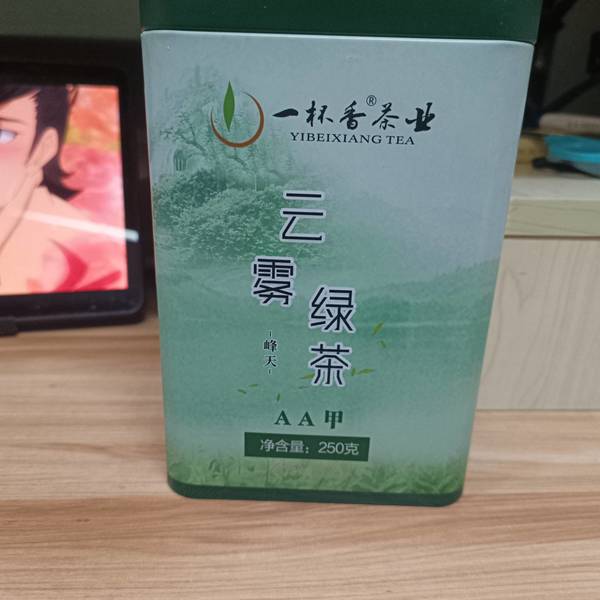 一杯香®茶业
YIBEIXIANG TEA
云雾
绿茶
-峰天-
AA甲
净含量：250克